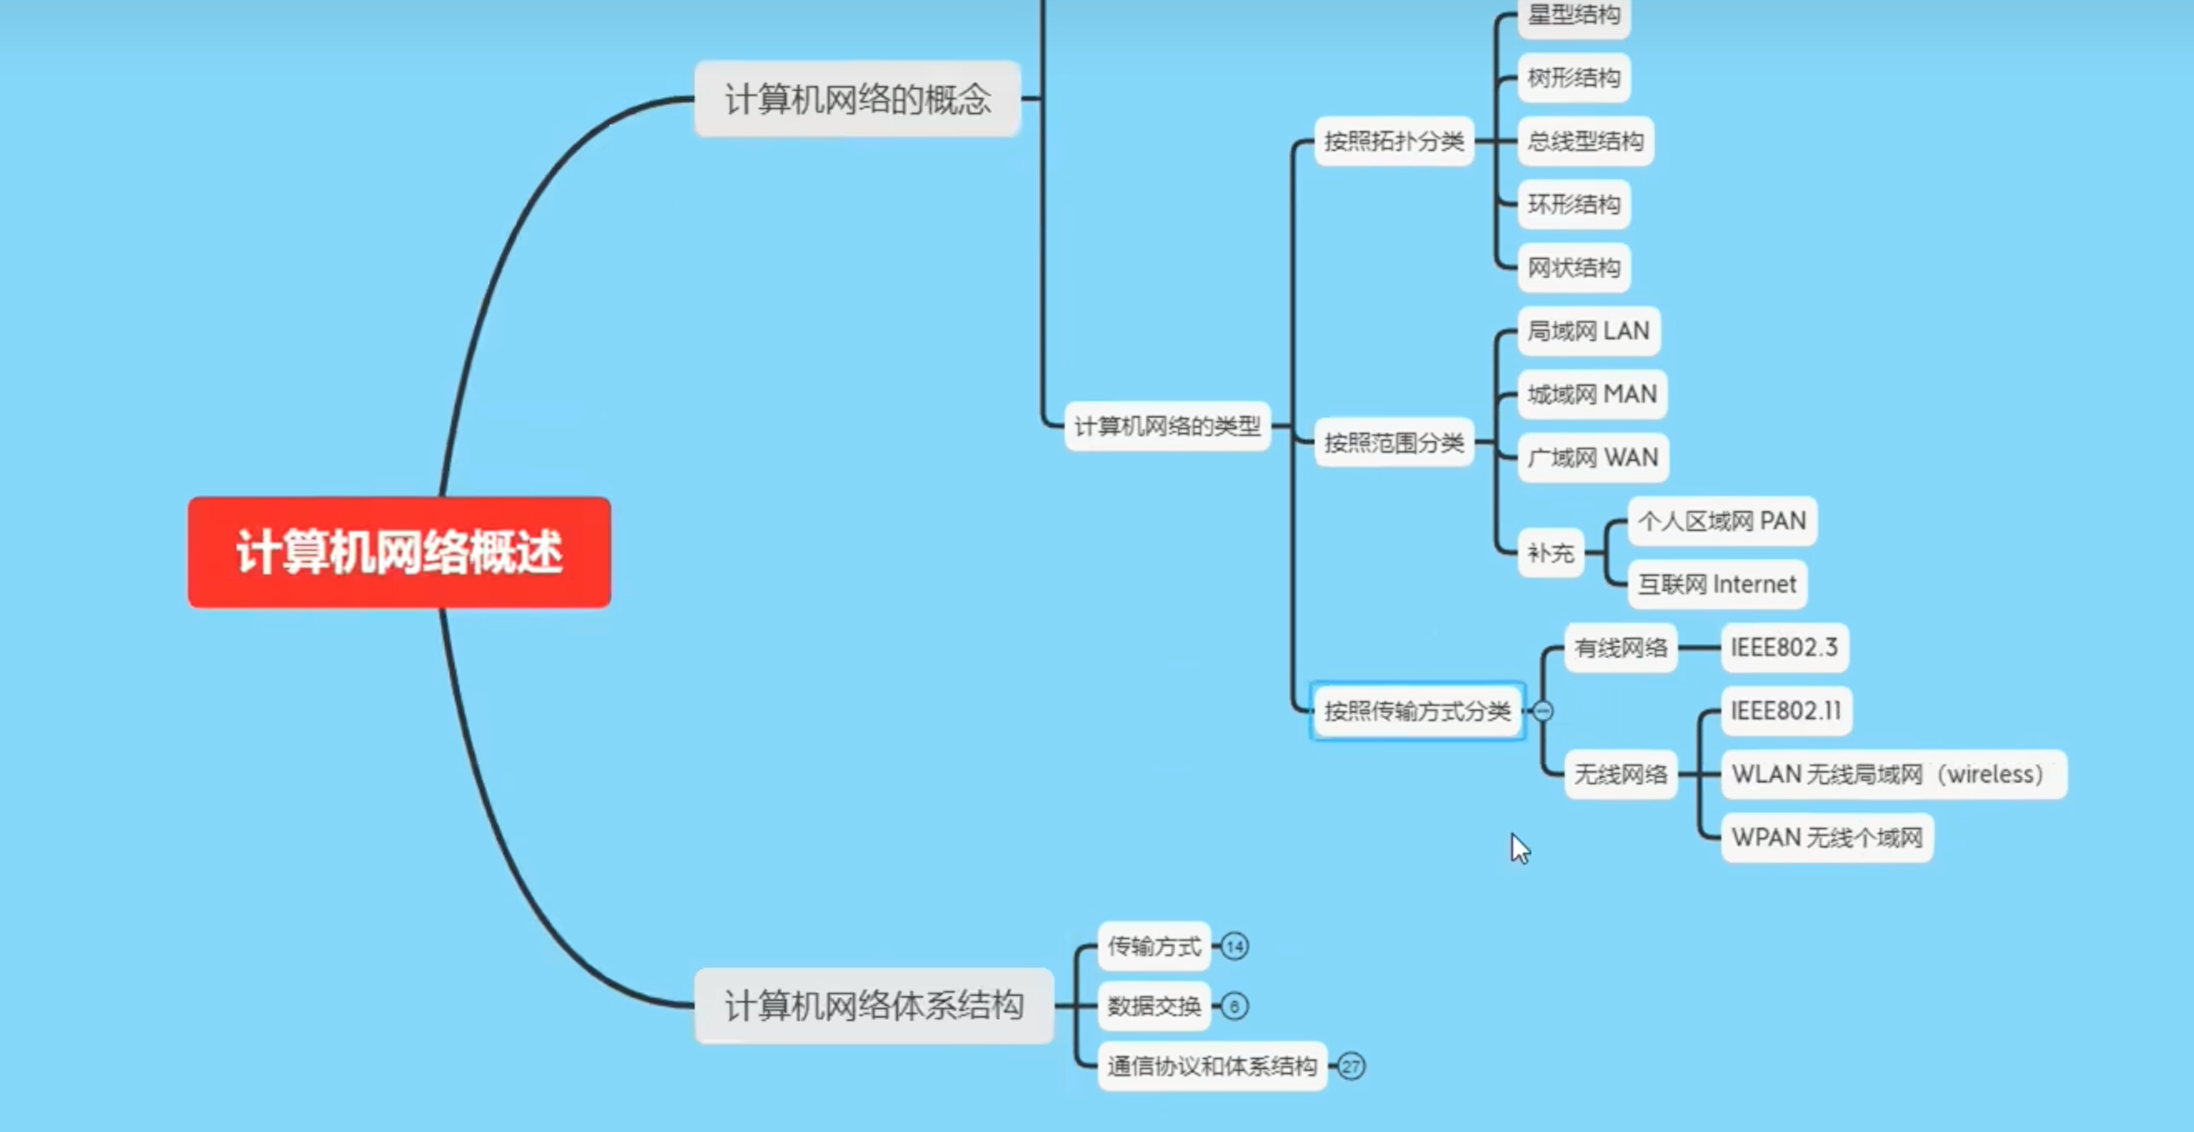 星型结构
计算机网络的概念
树形结构
按照拓扑分类
总线型结构
环形结构
网状结构
局域网 LAN
城域网 MAN
计算机网络的类型
按照范围分类
广域网 WAN
个人区域网 PAN
计算机网络概述
补充
互联网 Internet
有线网络
IEEE802.3
按照传输方式分类
IEEE802.11
无线网络
WLAN 无线局域网（wireless）
WPAN 无线个域网
传输方式
14
计算机网络体系结构
数据交换
6
通信协议和体系结构
27